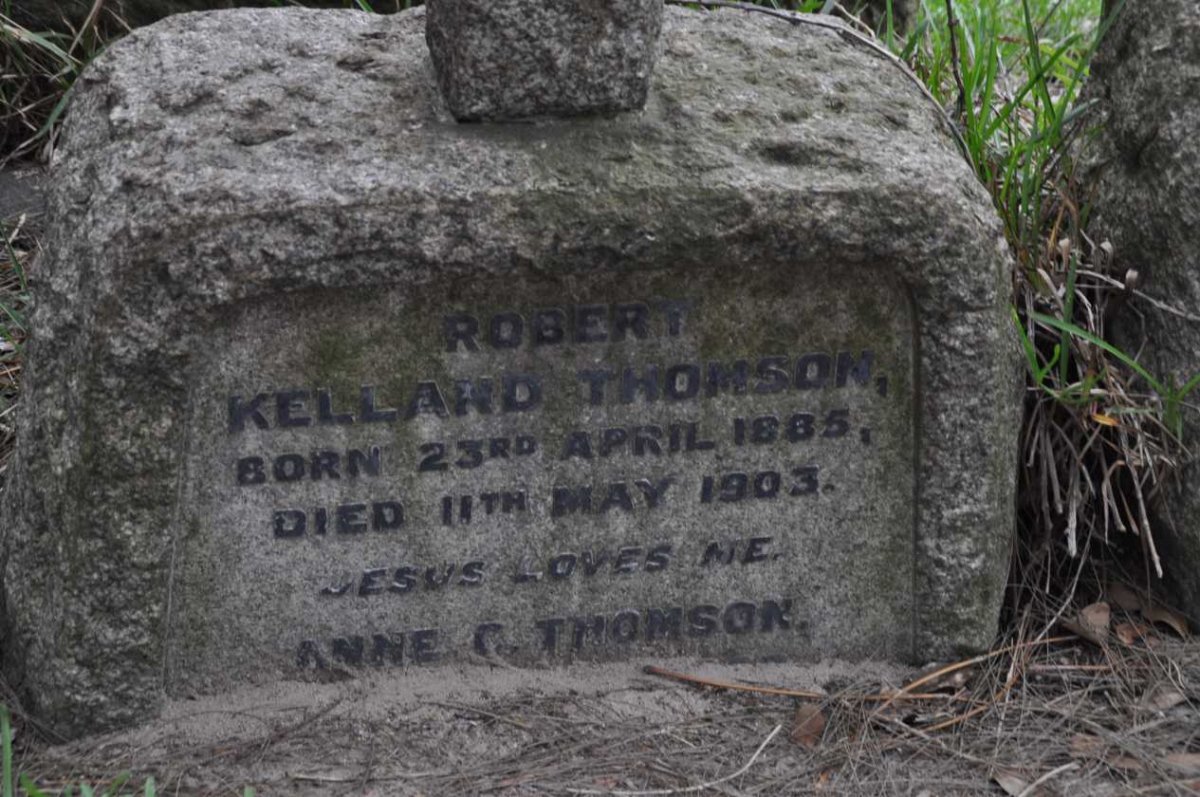 ROBERT
KELLAND THOMSON,
BORN 23RD APRIL 1885,
DIED 11TH MAY 1903.
JESUS LOVES ME.
ANNE C. THOMSON.